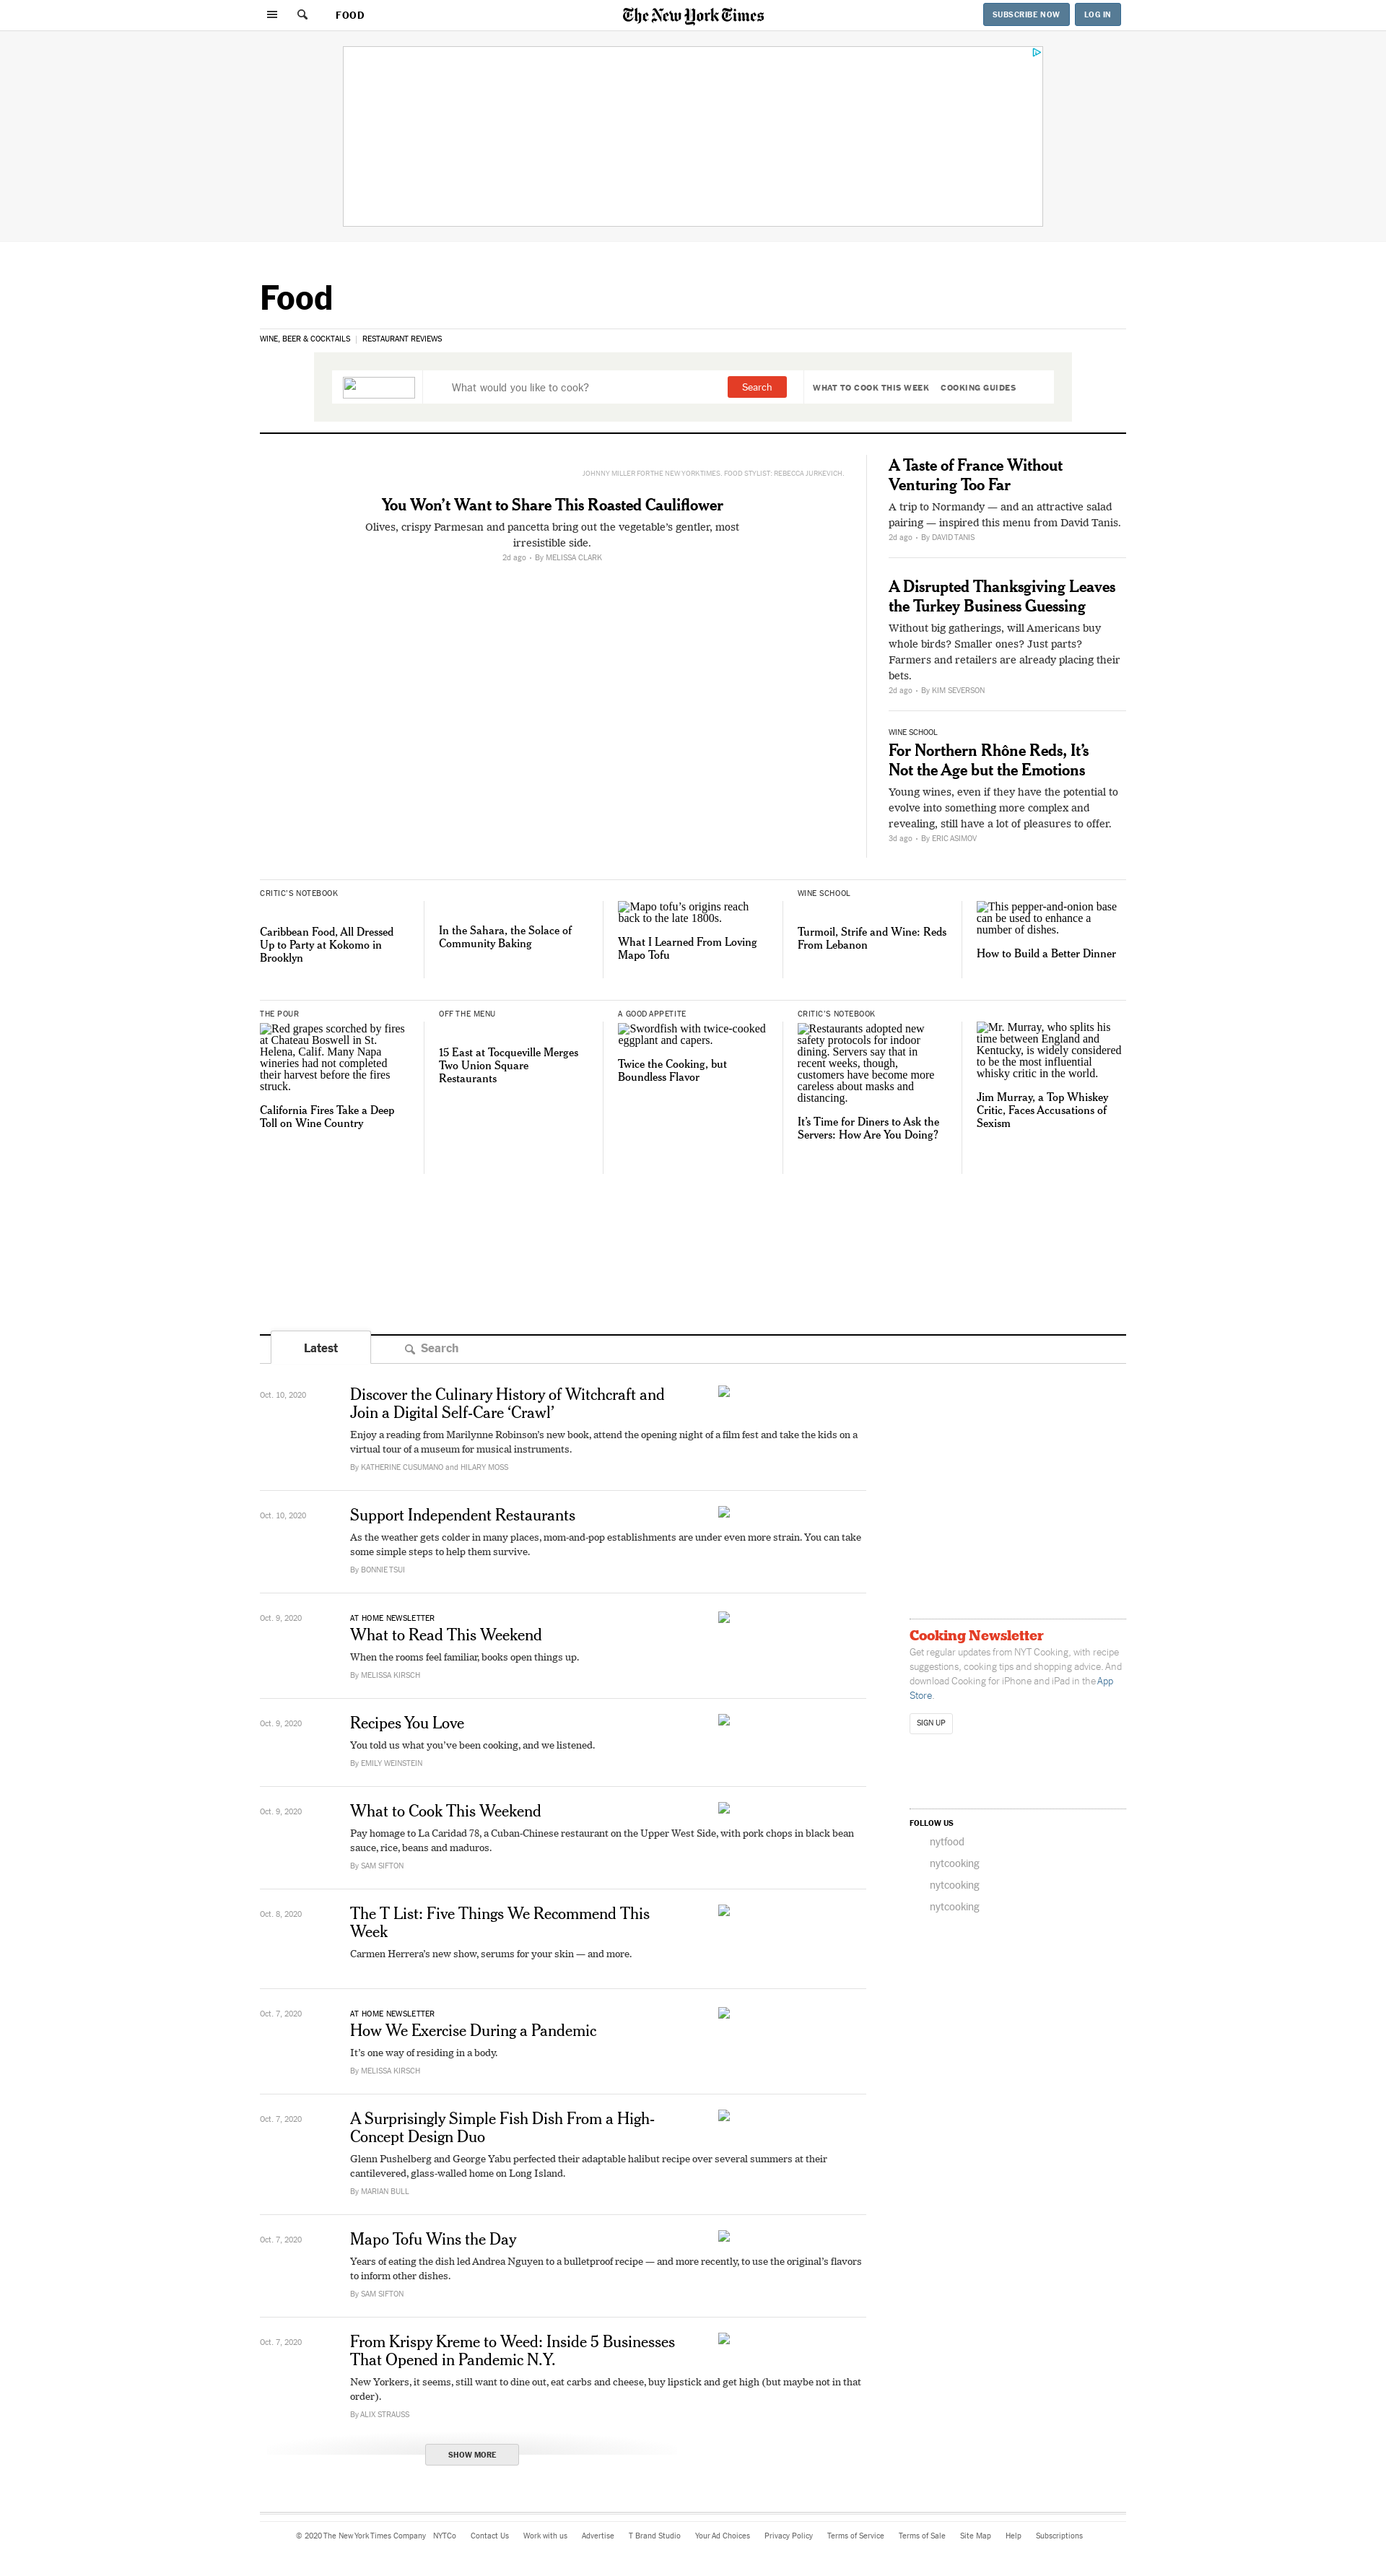 FOOD
The New York Times
SUBSCRIBE NOW
LOG IN
Food
WINE, BEER & COCKTAILS
RESTAURANT REVIEWS
What would you like to cook?
Search
WHAT TO COOK THIS WEEK
COOKING GUIDES
JOHNNY MILLER FOR THE NEW YORK TIMES. FOOD STYLIST: REBECCA JURKEVICH.
You Won’t Want to Share This Roasted Cauliflower
Olives, crispy Parmesan and pancetta bring out the vegetable’s gentler, most
irresistible side.
2d ago • By MELISSA CLARK
A Taste of France Without
Venturing Too Far
A trip to Normandy — and an attractive salad
pairing — inspired this menu from David Tanis.
2d ago • By DAVID TANIS
A Disrupted Thanksgiving Leaves
the Turkey Business Guessing
Without big gatherings, will Americans buy
whole birds? Smaller ones? Just parts?
Farmers and retailers are already placing their
bets.
2d ago • By KIM SEVERSON
WINE SCHOOL
For Northern Rhône Reds, It’s
Not the Age but the Emotions
Young wines, even if they have the potential to
evolve into something more complex and
revealing, still have a lot of pleasures to offer.
3d ago • By ERIC ASIMOV
CRITIC’S NOTEBOOK
Caribbean Food, All Dressed
Up to Party at Kokomo in
Brooklyn
In the Sahara, the Solace of
Community Baking
Mapo tofu’s origins reach
back to the late 1800s.
What I Learned From Loving
Mapo Tofu
WINE SCHOOL
Turmoil, Strife and Wine: Reds
From Lebanon
This pepper-and-onion base
can be used to enhance a
number of dishes.
How to Build a Better Dinner
THE POUR
Red grapes scorched by fires
at Chateau Boswell in St.
Helena, Calif. Many Napa
wineries had not completed
their harvest before the fires
struck.
California Fires Take a Deep
Toll on Wine Country
OFF THE MENU
15 East at Tocqueville Merges
Two Union Square
Restaurants
A GOOD APPETITE
Swordfish with twice-cooked
eggplant and capers.
Twice the Cooking, but
Boundless Flavor
CRITIC’S NOTEBOOK
Restaurants adopted new
safety protocols for indoor
dining. Servers say that in
recent weeks, though,
customers have become more
careless about masks and
distancing.
It’s Time for Diners to Ask the
Servers: How Are You Doing?
Mr. Murray, who splits his
time between England and
Kentucky, is widely considered
to be the most influential
whisky critic in the world.
Jim Murray, a Top Whiskey
Critic, Faces Accusations of
Sexism
Latest
Search
Oct. 10, 2020
Discover the Culinary History of Witchcraft and
Join a Digital Self-Care ‘Crawl’
Enjoy a reading from Marilynne Robinson’s new book, attend the opening night of a film fest and take the kids on a
virtual tour of a museum for musical instruments.
By KATHERINE CUSUMANO and HILARY MOSS
Oct. 10, 2020
Support Independent Restaurants
As the weather gets colder in many places, mom-and-pop establishments are under even more strain. You can take
some simple steps to help them survive.
By BONNIE TSUI
Oct. 9, 2020
AT HOME NEWSLETTER
What to Read This Weekend
When the rooms feel familiar, books open things up.
By MELISSA KIRSCH
Oct. 9, 2020
Recipes You Love
You told us what you’ve been cooking, and we listened.
By EMILY WEINSTEIN
Oct. 9, 2020
What to Cook This Weekend
Pay homage to La Caridad 78, a Cuban-Chinese restaurant on the Upper West Side, with pork chops in black bean
sauce, rice, beans and maduros.
By SAM SIFTON
Oct. 8, 2020
The T List: Five Things We Recommend This
Week
Carmen Herrera’s new show, serums for your skin — and more.
Oct. 7, 2020
AT HOME NEWSLETTER
How We Exercise During a Pandemic
It’s one way of residing in a body.
By MELISSA KIRSCH
Oct. 7, 2020
A Surprisingly Simple Fish Dish From a High-
Concept Design Duo
Glenn Pushelberg and George Yabu perfected their adaptable halibut recipe over several summers at their
cantilevered, glass-walled home on Long Island.
By MARIAN BULL
Oct. 7, 2020
Mapo Tofu Wins the Day
Years of eating the dish led Andrea Nguyen to a bulletproof recipe — and more recently, to use the original’s flavors
to inform other dishes.
By SAM SIFTON
Oct. 7, 2020
From Krispy Kreme to Weed: Inside 5 Businesses
That Opened in Pandemic N.Y.
New Yorkers, it seems, still want to dine out, eat carbs and cheese, buy lipstick and get high (but maybe not in that
order).
By ALIX STRAUSS
SHOW MORE
Cooking Newsletter
Get regular updates from NYT Cooking, with recipe
suggestions, cooking tips and shopping advice. And
download Cooking for iPhone and iPad in the App
Store.
SIGN UP
FOLLOW US
nytfood
nytcooking
nytcooking
nytcooking
© 2020 The New York Times Company NYTCo Contact Us Work with us Advertise T Brand Studio Your Ad Choices Privacy Policy Terms of Service Terms of Sale Site Map Help Subscriptions